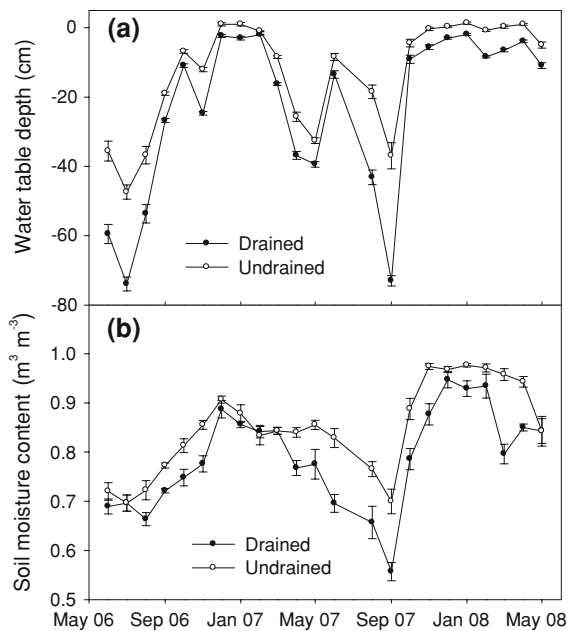 (a)
Water table depth (cm)
0
-20
-40
-60
-80
Drained
Undrained
(b)
Soil moisture content (m³ m⁻³)
1.0
0.9
0.8
0.7
0.6
0.5
Drained
Undrained
May 06 Sep 06 Jan 07 May 07 Sep 07 Jan 08 May 08